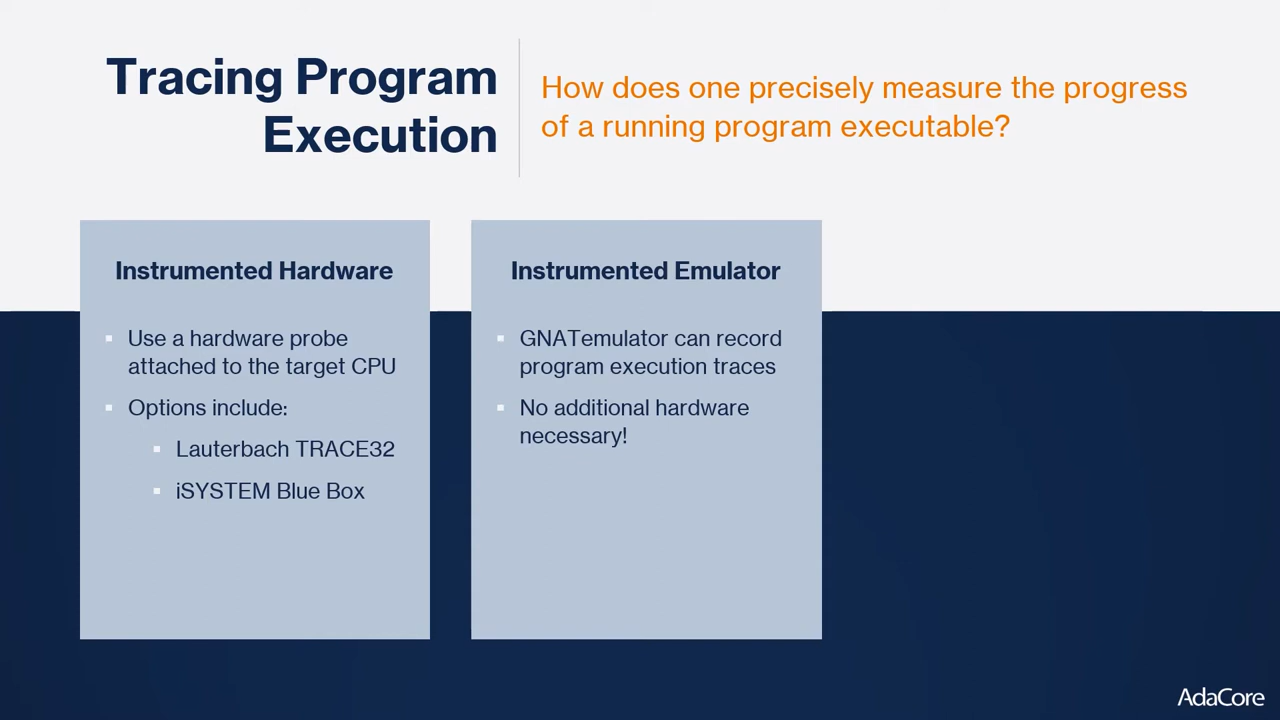 Tracing Program
Execution
How does one precisely measure the progress
of a running program executable?
Instrumented Hardware
▪ Use a hardware probe
attached to the target CPU
▪ Options include:
▪ Lauterbach TRACE32
▪ iSYSTEM Blue Box
Instrumented Emulator
▪ GNATemulator can record
program execution traces
▪ No additional hardware
necessary!
AdaCore